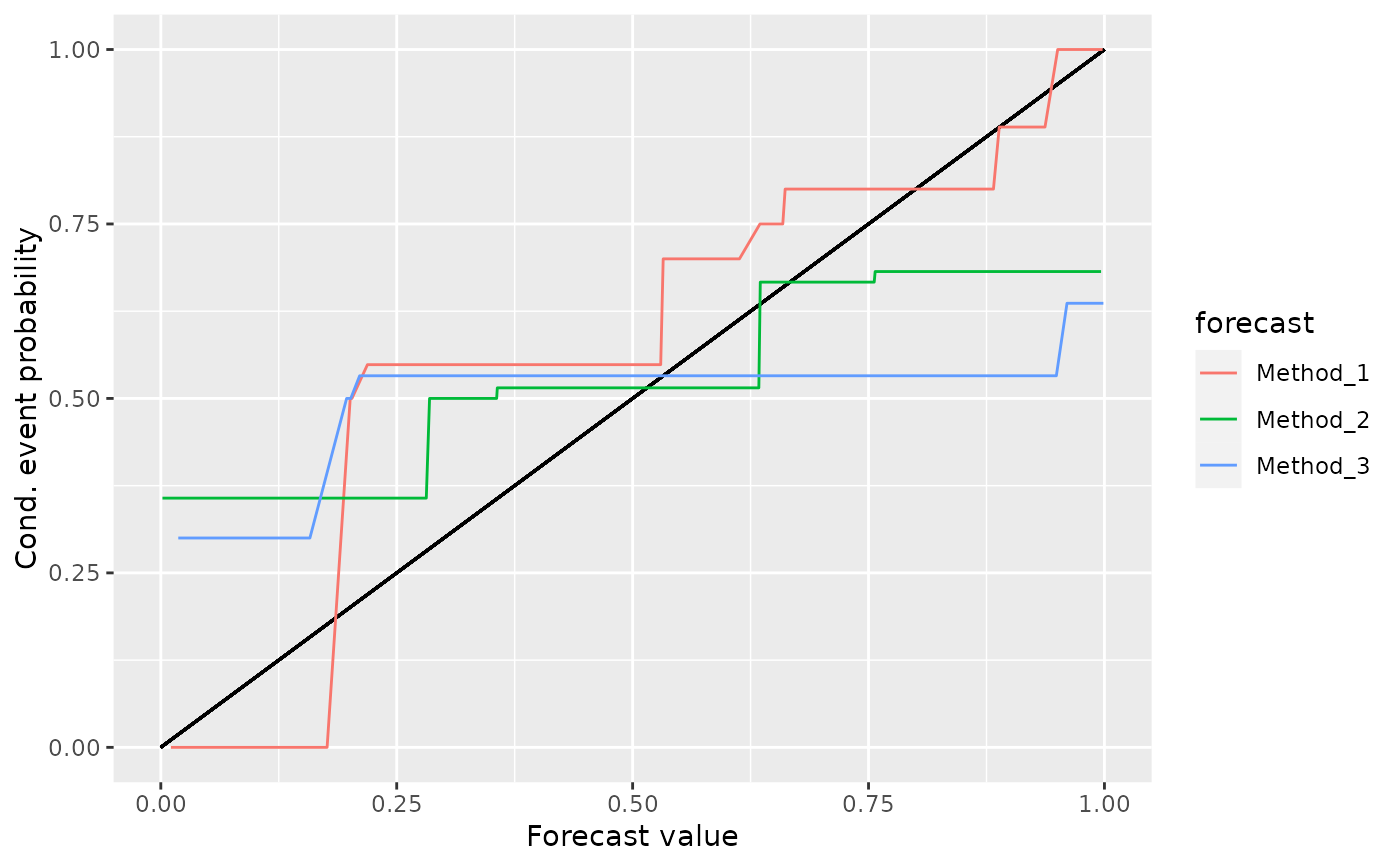 1.00
0.75
0.50
0.25
0.00
Cond. event probability
0.00 0.25 0.50 0.75 1.00
Forecast value
forecast
Method_1
Method_2
Method_3